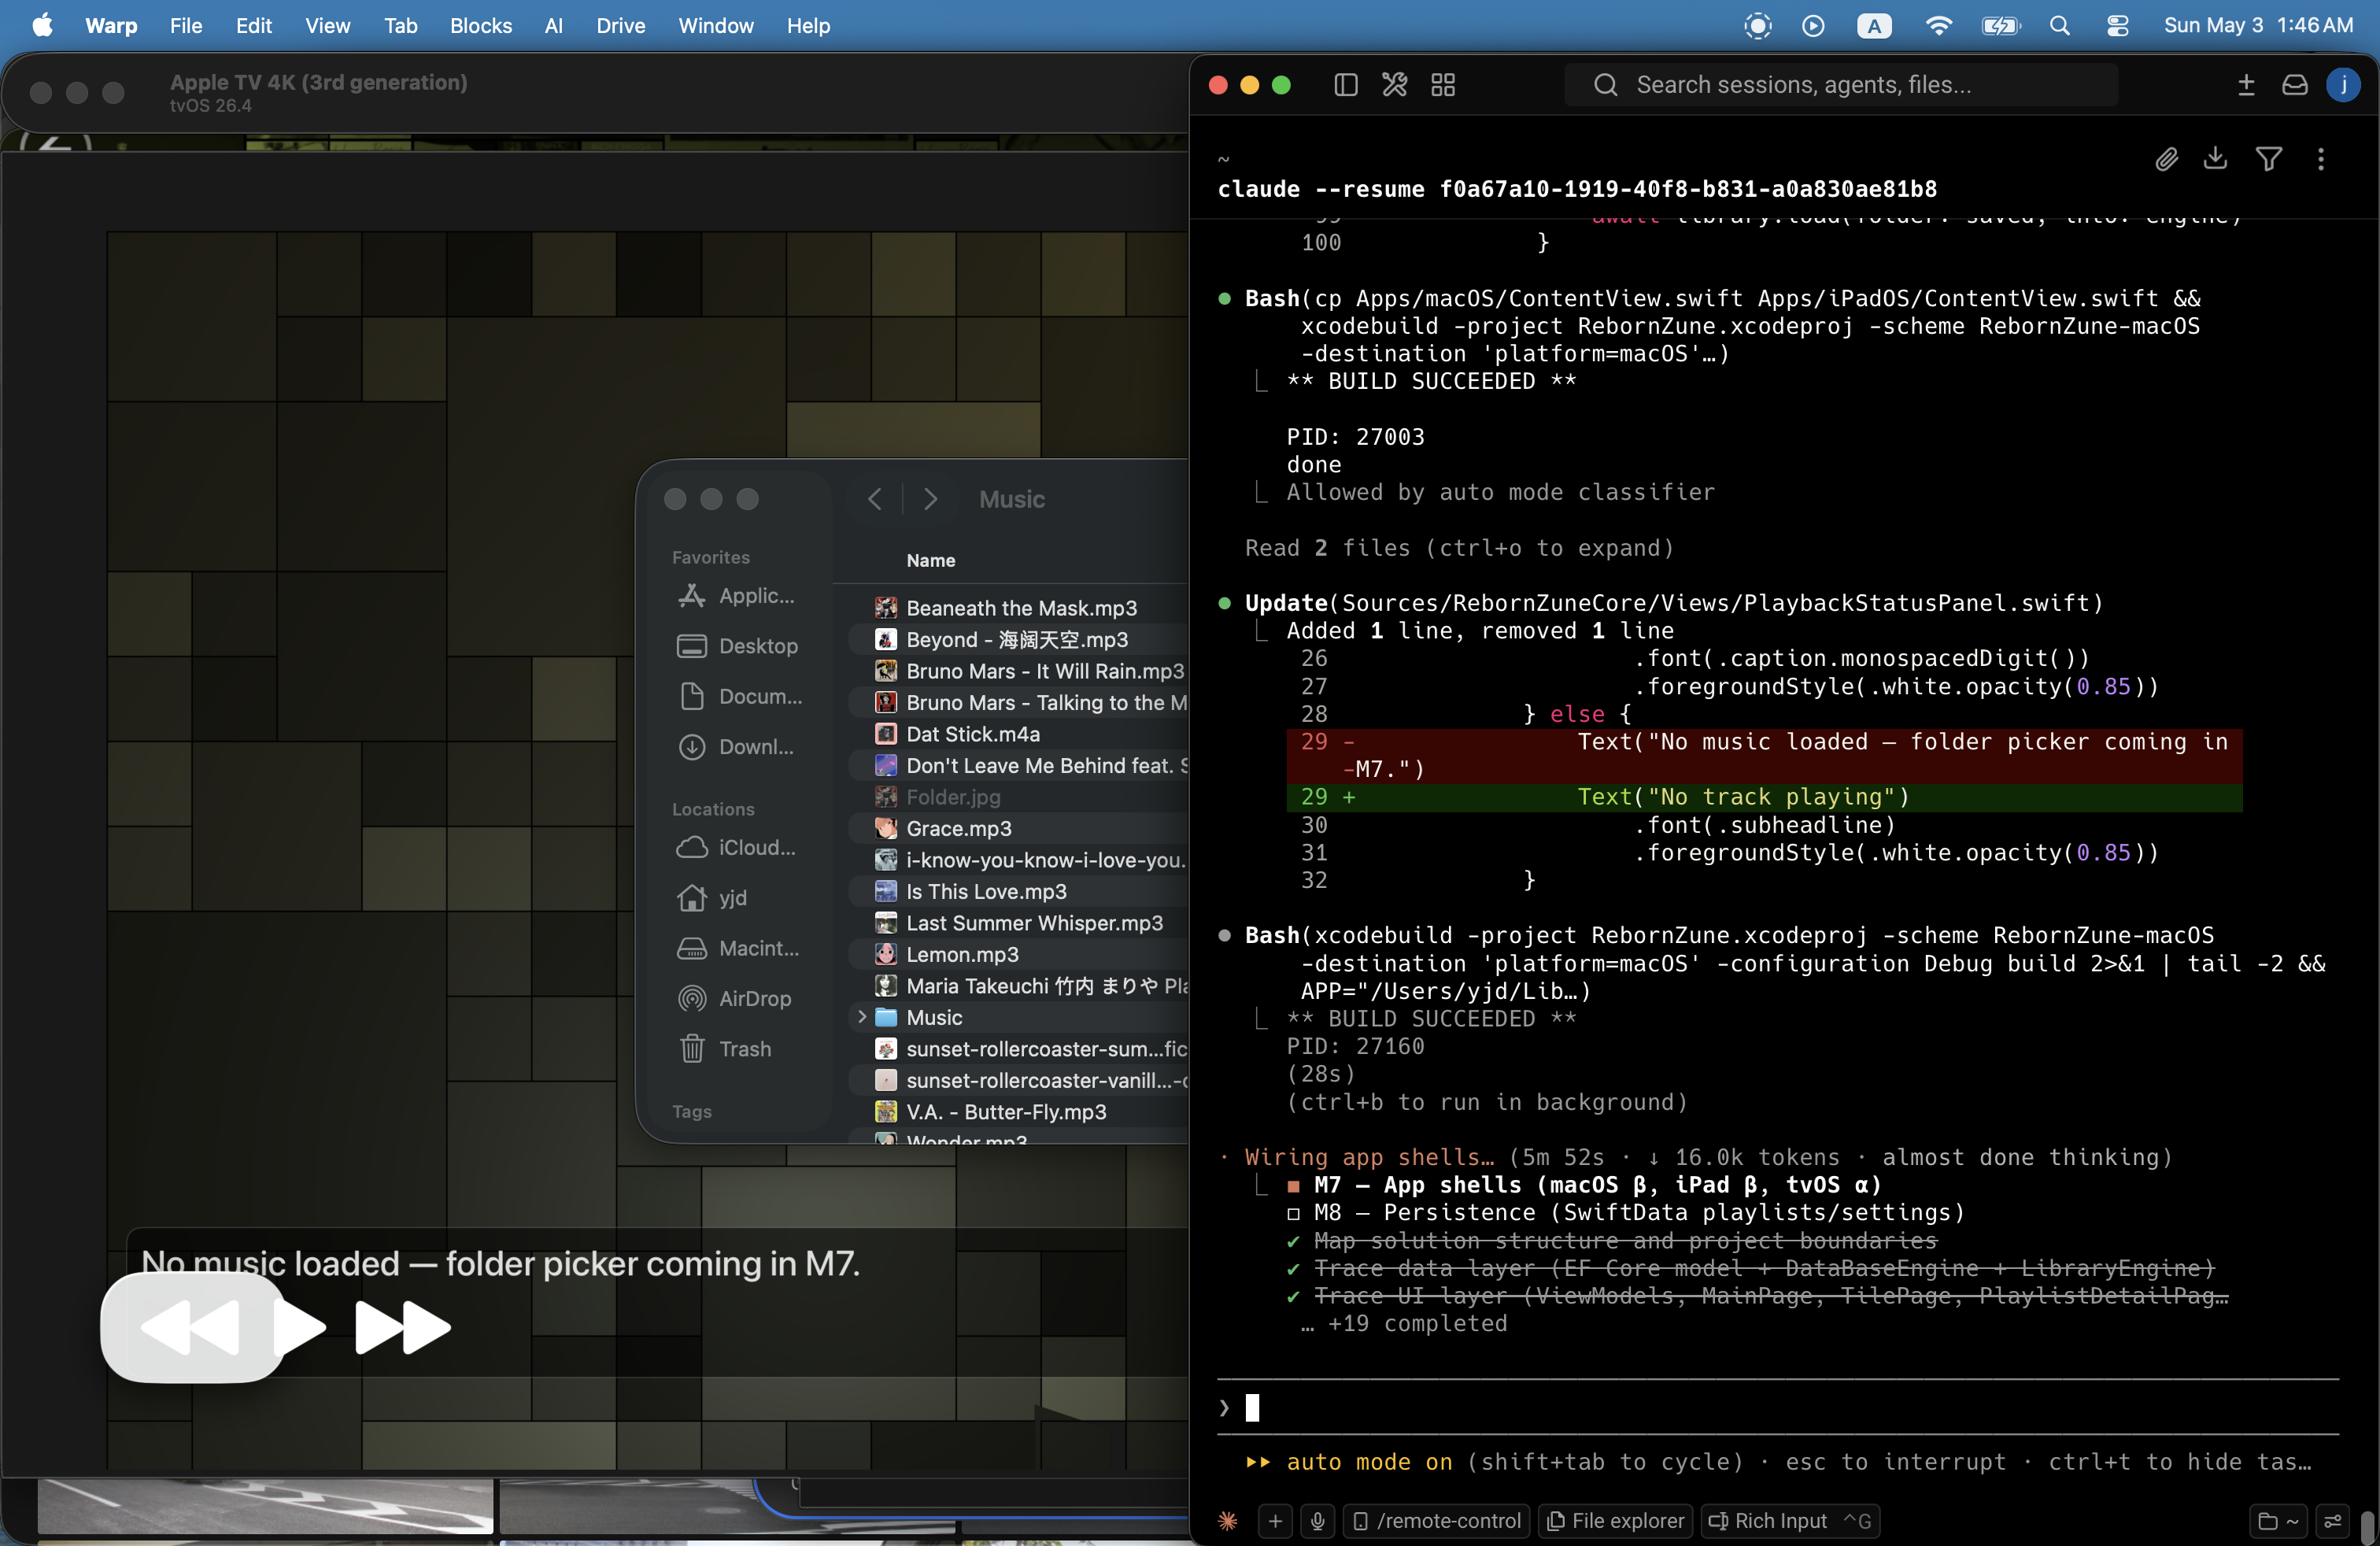 Warp File Edit View Tab Blocks AI Drive Window Help A Sun May 3 1:46 AM
Apple TV 4K (3rd generation)
tvOS 26.4
Music
Favorites
Applic...
Desktop
Docum...
Downl...
Locations
iCloud...
yjd
Macint...
AirDrop
Trash
Tags
Name
Beaneath the Mask.mp3
Beyond - 海阔天空.mp3
Bruno Mars - It Will Rain.mp3
Bruno Mars - Talking to the M
Dat Stick.m4a
Don't Leave Me Behind feat. S
Folder.jpg
Grace.mp3
i-know-you-know-i-love-you.
Is This Love.mp3
Last Summer Whisper.mp3
Lemon.mp3
Maria Takeuchi 竹内 まりや Pla
Music
sunset-rollercoaster-sum...fic
sunset-rollercoaster-vanill...-c
V.A. - Butter-Fly.mp3
Wonder.mp3
No music loaded — folder picker coming in M7.
Search sessions, agents, files... j
~
claude --resume f0a67a10-1919-40f8-b831-a0a830ae81b8
99 await library.load(folder: saved, into: engine)
100 }
● Bash(cp Apps/macOS/ContentView.swift Apps/iPadOS/ContentView.swift &&
xcodebuild -project RebornZune.xcodeproj -scheme RebornZune-macOS
-destination 'platform=macOS'…)
⎿ ** BUILD SUCCEEDED **
PID: 27003
done
⎿ Allowed by auto mode classifier
Read 2 files (ctrl+o to expand)
● Update(Sources/RebornZuneCore/Views/PlaybackStatusPanel.swift)
⎿ Added 1 line, removed 1 line
26 .font(.caption.monospacedDigit())
27 .foregroundStyle(.white.opacity(0.85))
28 } else {
29 - Text("No music loaded — folder picker coming in
-M7.")
29 + Text("No track playing")
30 .font(.subheadline)
31 .foregroundStyle(.white.opacity(0.85))
32 }
● Bash(xcodebuild -project RebornZune.xcodeproj -scheme RebornZune-macOS
-destination 'platform=macOS' -configuration Debug build 2>&1 | tail -2 &&
APP="/Users/yjd/Lib…)
⎿ ** BUILD SUCCEEDED **
PID: 27160
(28s)
(ctrl+b to run in background)
· Wiring app shells… (5m 52s · ↓ 16.0k tokens · almost done thinking)
⎿ ■ M7 — App shells (macOS β, iPad β, tvOS α)
□ M8 — Persistence (SwiftData playlists/settings)
✔ Map solution structure and project boundaries
✔ Trace data layer (EF Core model + DataBaseEngine + LibraryEngine)
✔ Trace UI layer (ViewModels, MainPage, TilePage, PlaylistDetailPag…
… +19 completed
❯
⏵⏵ auto mode on (shift+tab to cycle) · esc to interrupt · ctrl+t to hide tas…
/remote-control File explorer Rich Input ^G ~